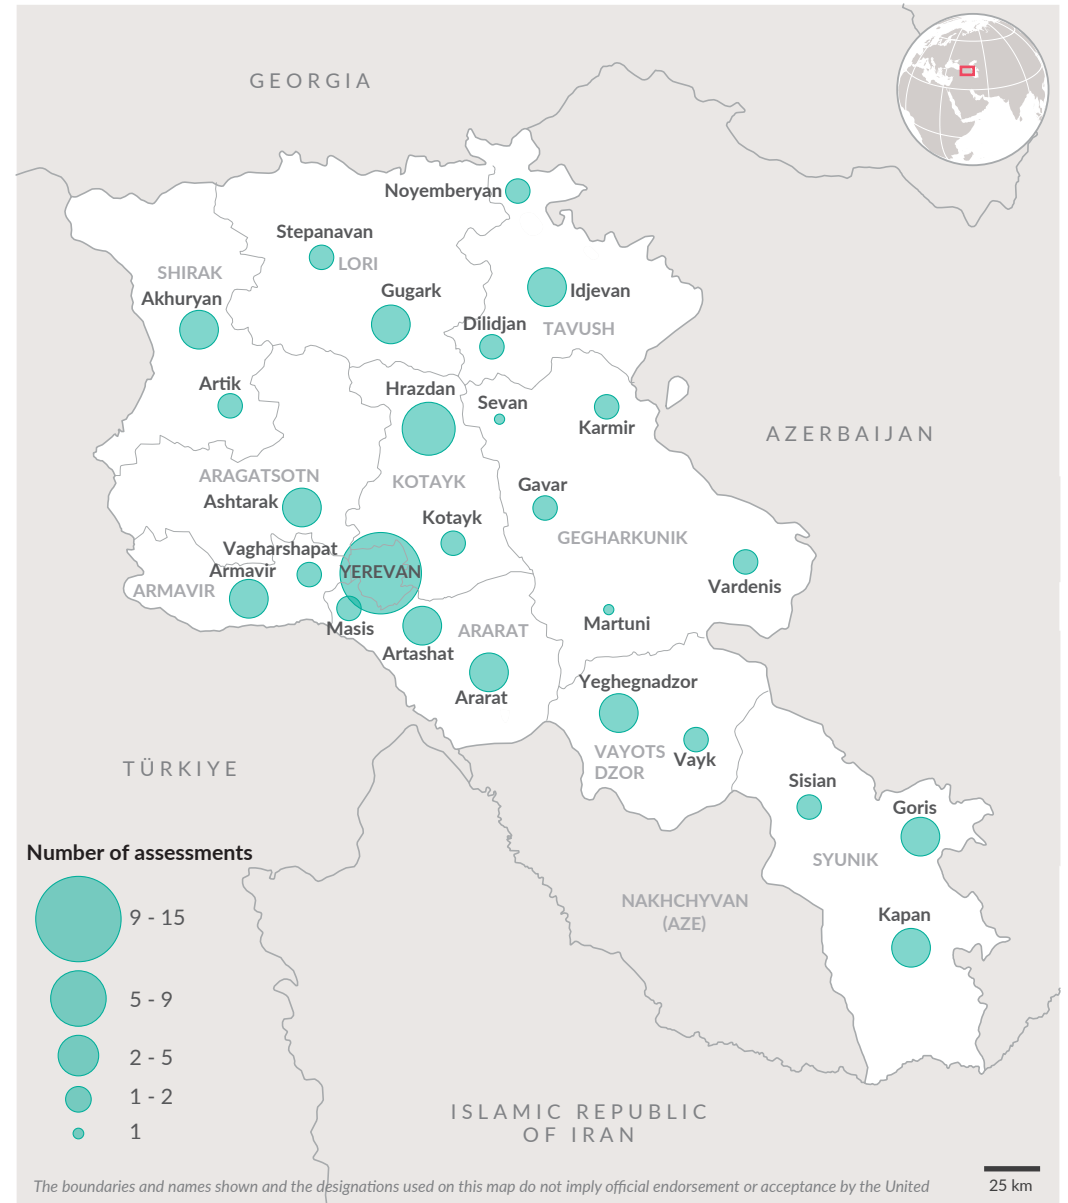 GEORGIA
Noyemberyan
Stepanavan
LORI
SHIRAK
Akhuryan
Gugark
Idjevan
Dilidjan
TAVUSH
Artik
Hrazdan
Sevan
Karmir
AZERBAIJAN
ARAGATSOTN
Ashtarak
KOTAYK
Gavar
Kotayk
GEGHARKUNIK
Vagharshapat
Armavir
YEREVAN
ARMAVIR
Vardenis
Masis
Martuni
ARARAT
Artashat
Ararat
Yeghegnadzor
VAYOTS
DZOR
Vayk
TÜRKIYE
Sisian
Goris
SYUNIK
Number of assessments
9 - 15
5 - 9
2 - 5
1 - 2
1
NAKHCHYVAN
(AZE)
Kapan
ISLAMIC REPUBLIC
OF IRAN
25 km
The boundaries and names shown and the designations used on this map do not imply official endorsement or acceptance by the United